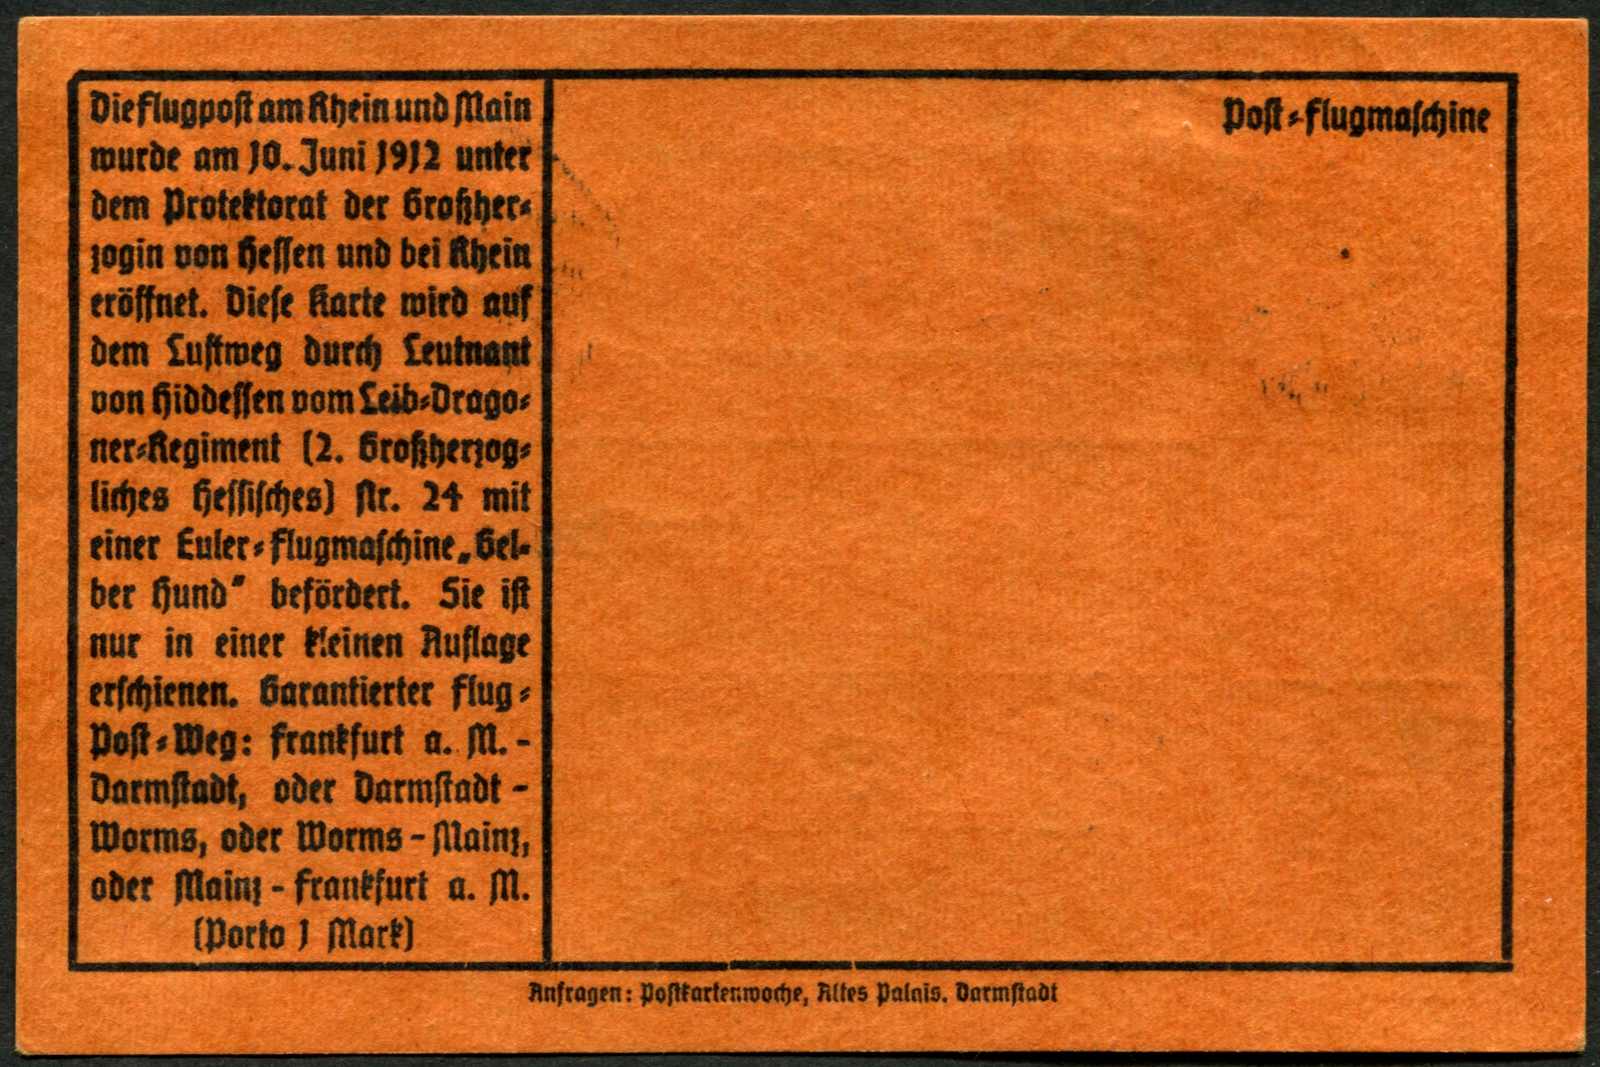 Die Flugpost am Rhein und Main
wurde am 10. Juni 1912 unter
dem Protektorat der Großher-
zogin von Hessen und bei Rhein
eröffnet. Diese Karte wird auf
dem Luftweg durch Leutnant
von Hiddessen vom Leib-Drago-
ner-Regiment (2. Großherzog-
liches Hessisches) Nr. 24 mit
einer Euler-Flugmaschine „Gel-
ber Hund" befördert. Sie ist
nur in einer kleinen Auflage
erschienen. Garantierter Flug-
Post-Weg: Frankfurt a. M. -
Darmstadt, oder Darmstadt -
Worms, oder Worms - Mainz,
oder Mainz - Frankfurt a. M.
(Porto 1 Mark)
Post-Flugmaschine
Anfragen: Postkartenwoche, Altes Palais. Darmstadt